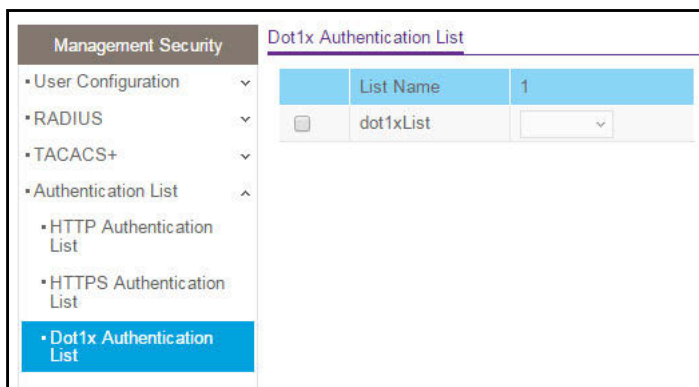 Management Security
User Configuration
RADIUS
TACACS+
Authentication List
HTTP Authentication
List
HTTPS Authentication
List
Dot1x Authentication
List
Dot1x Authentication List
List Name 1
dot1xList